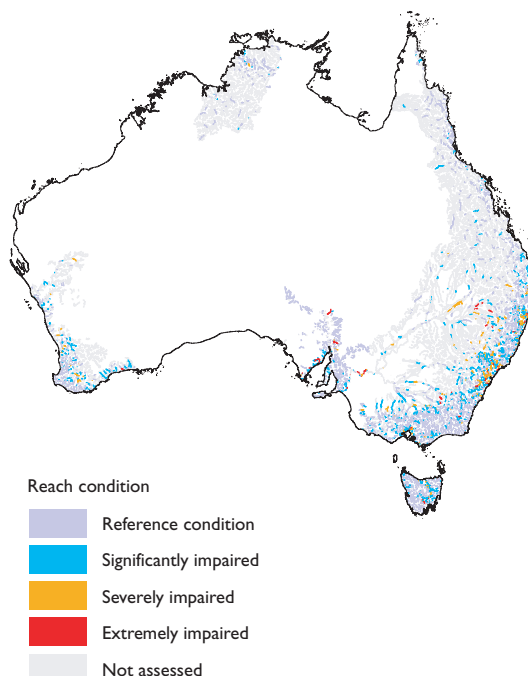 Reach condition
Reference condition
Significantly impaired
Severely impaired
Extremely impaired
Not assessed